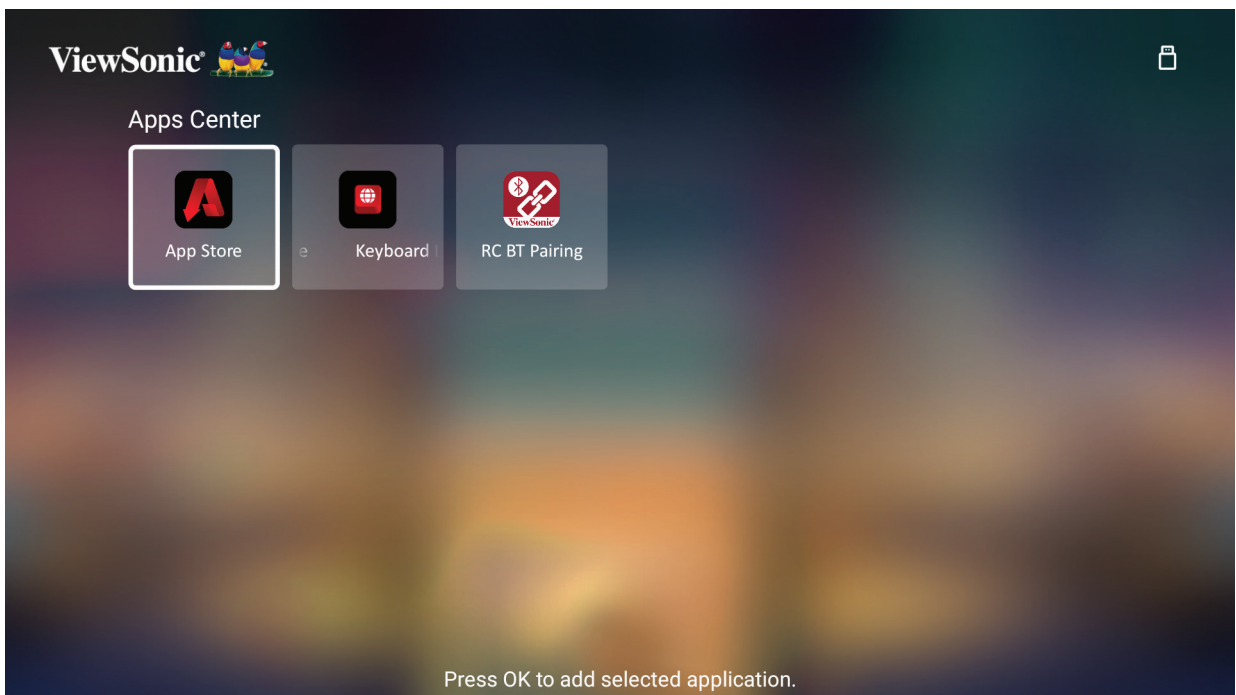 ViewSonic®
Apps Center
App Store
e Keyboard
ViewSonic
RC BT Pairing
Press OK to add selected application.